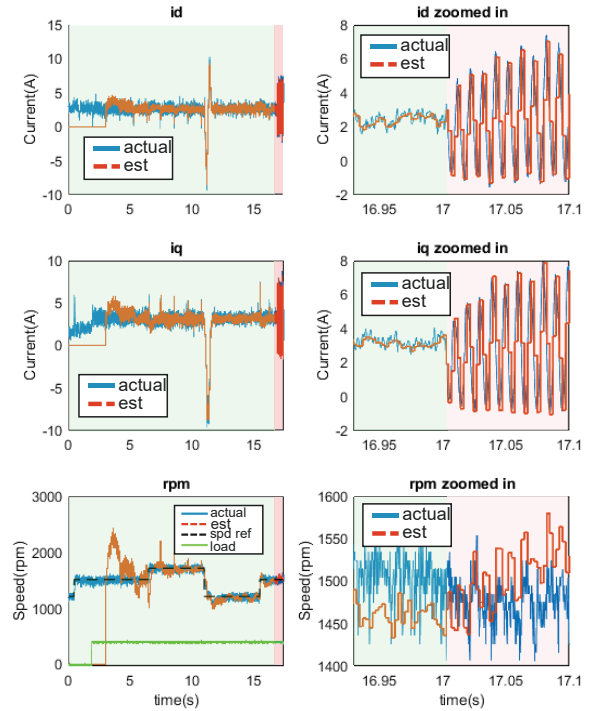 id
id zoomed in
Current(A)
15
10
5
0
-5
-10
actual
est
0
5
10
15
Current(A)
8
6
4
2
0
-2
actual
est
16.95
17
17.05
17.1
iq
iq zoomed in
Current(A)
10
5
0
-5
-10
actual
est
0
5
10
15
Current(A)
8
6
4
2
0
-2
actual
est
16.95
17
17.05
17.1
rpm
rpm zoomed in
Speed(rpm)
3000
2000
1000
0
actual
est
spd ref
load
0
5
10
15
time(s)
Speed(rpm)
1600
1550
1500
1450
1400
actual
est
16.95
17
17.05
17.1
time(s)